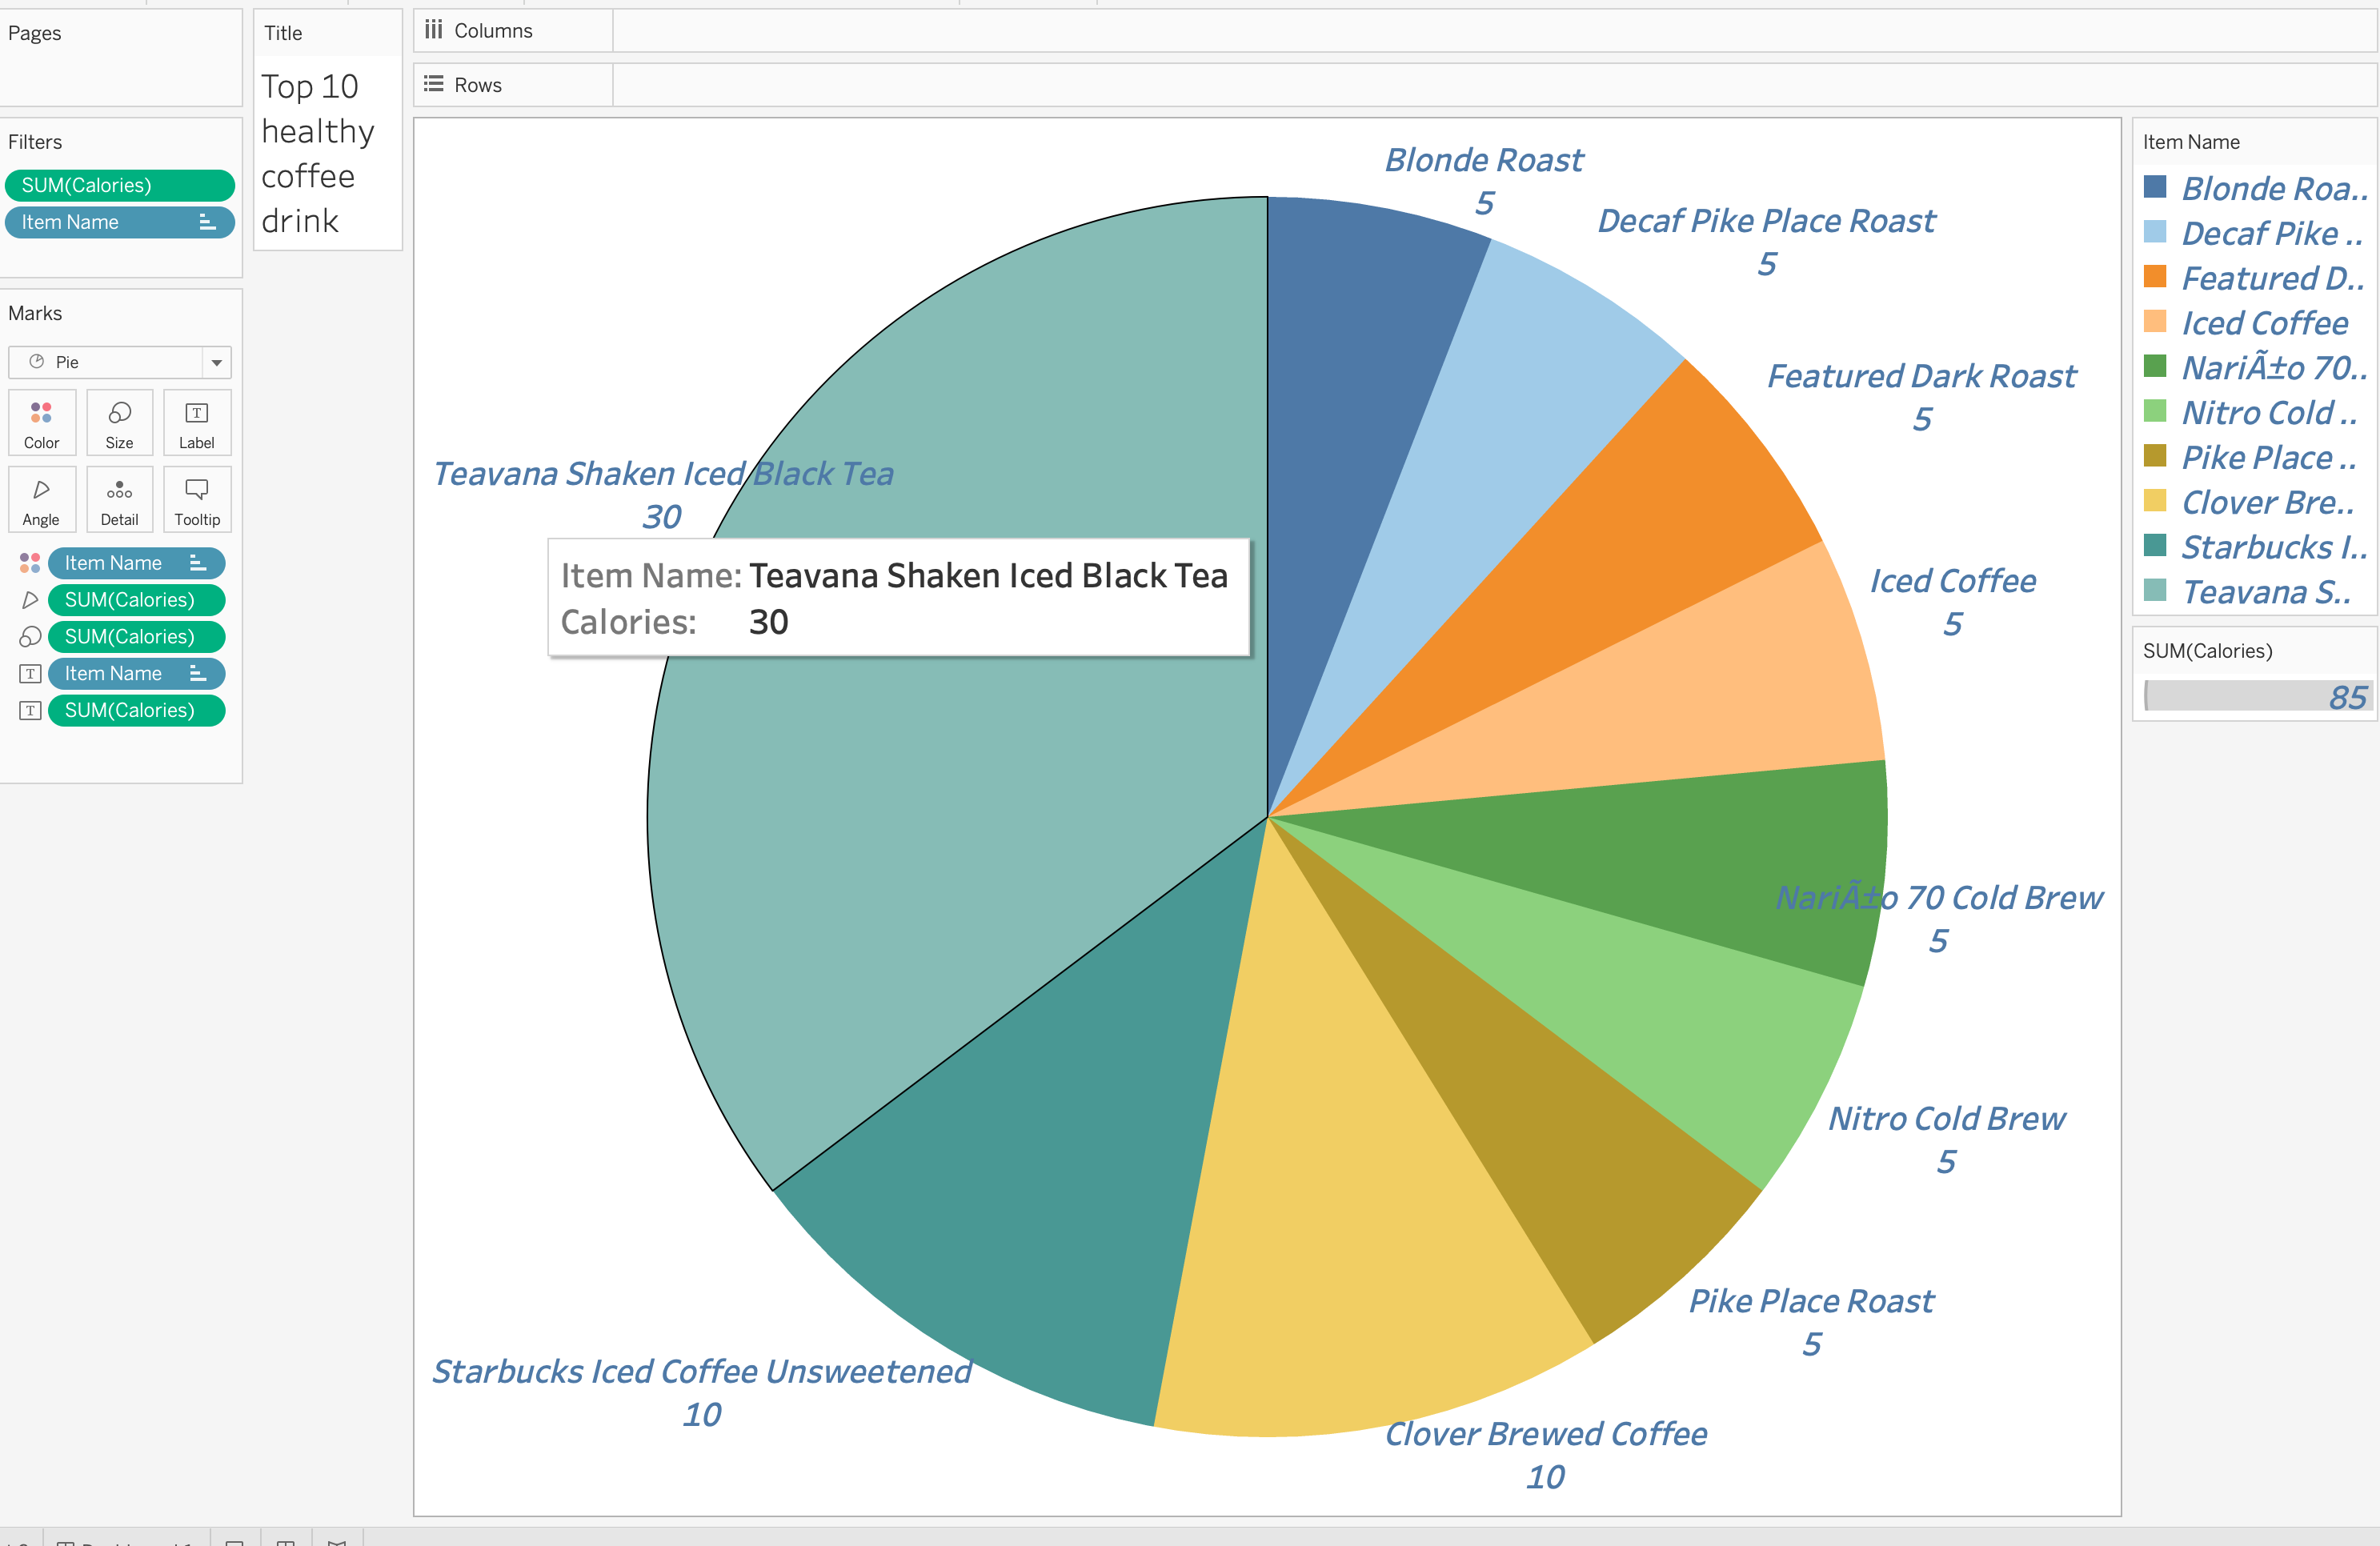 Pages
Filters
SUM(Calories)
Item Name
Marks
Pie
Color
Size
Label
Angle
Detail
Tooltip
Item Name
SUM(Calories)
SUM(Calories)
Item Name
SUM(Calories)
Title
Top 10
healthy
coffee
drink
Columns
Rows
Blonde Roast
5
Decaf Pike Place Roast
5
Featured Dark Roast
5
Iced Coffee
5
NariÃ±o 70 Cold Brew
5
Nitro Cold Brew
5
Pike Place Roast
5
Clover Brewed Coffee
10
Starbucks Iced Coffee Unsweetened
10
Teavana Shaken Iced Black Tea
30
Item Name: Teavana Shaken Iced Black Tea
Calories: 30
Item Name
Blonde Roa..
Decaf Pike ..
Featured D..
Iced Coffee
NariÃ±o 70..
Nitro Cold ..
Pike Place ..
Clover Bre..
Starbucks I..
Teavana S..
SUM(Calories)
85